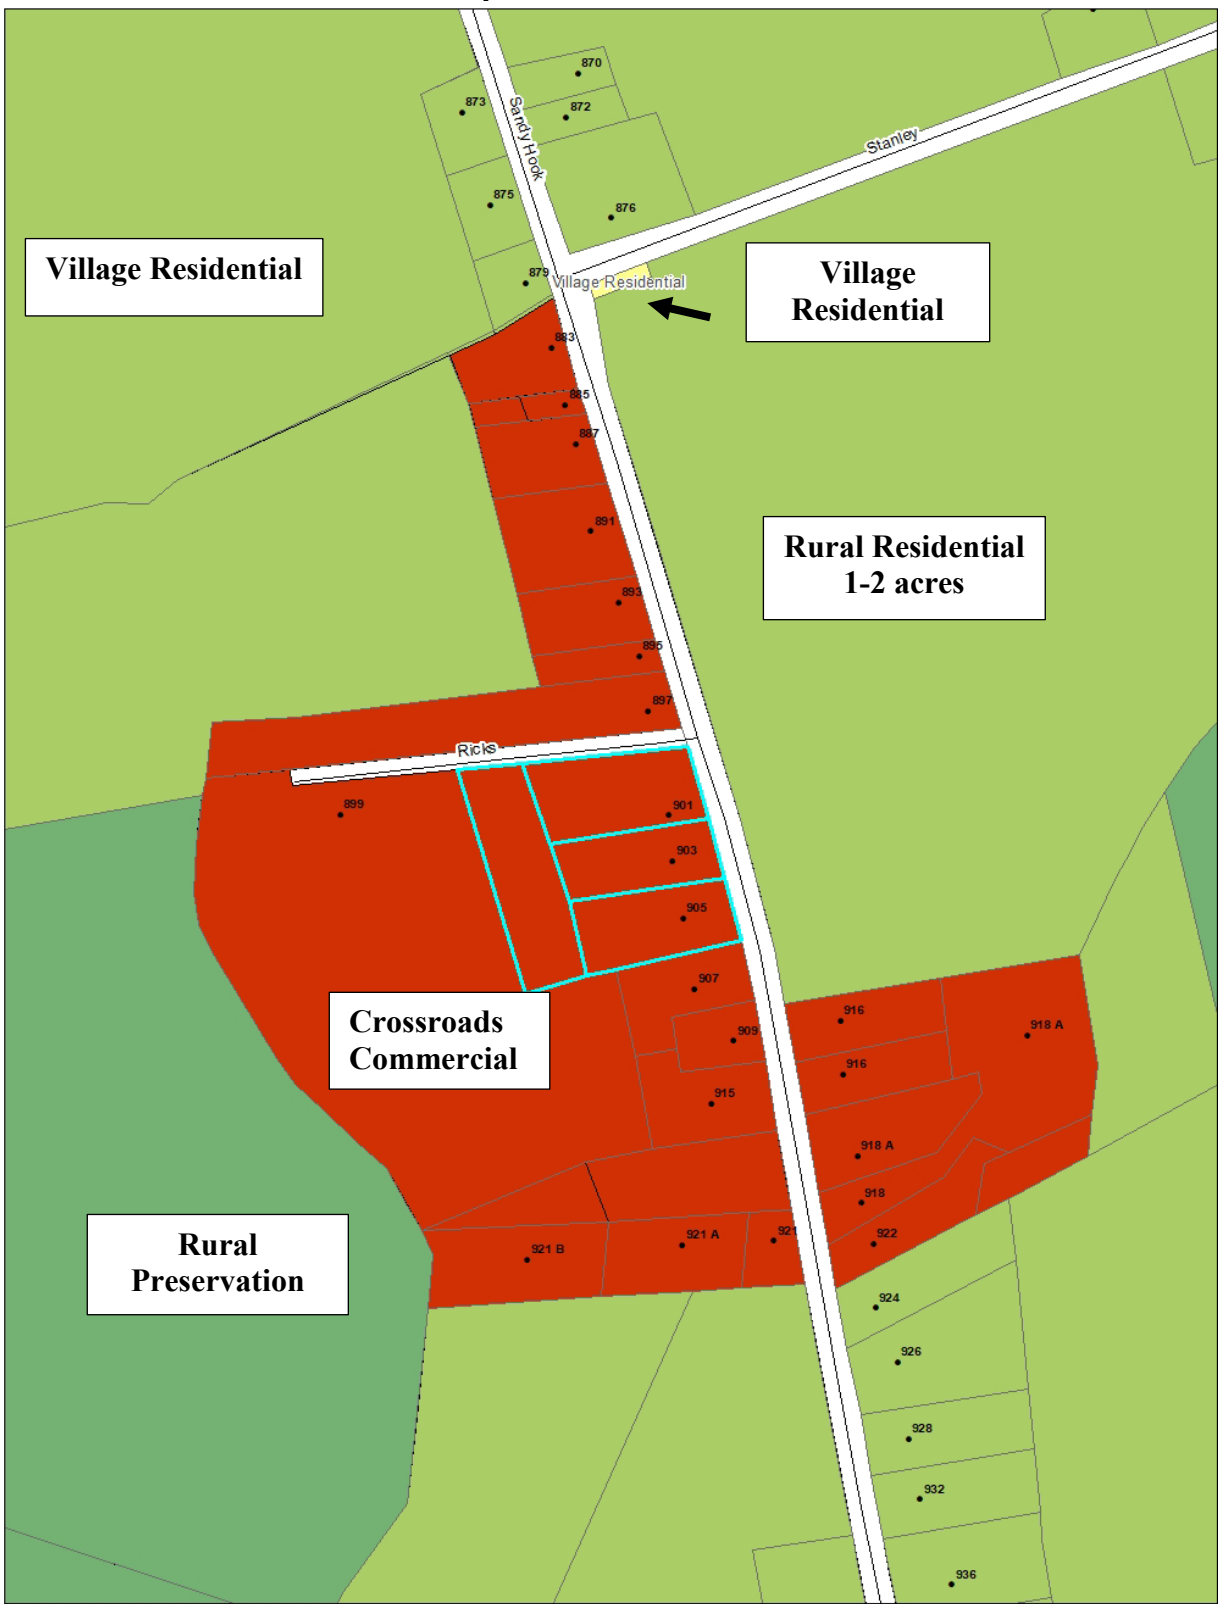 870
873
872
Sandy Hook
Stanley
875
876
Village Residential
Village
Residential
879
Village Residential
883
885
887
891
Rural Residential
1-2 acres
893
895
897
Ricks
899
901
903
905
907
Crossroads
Commercial
909
916
918 A
916
915
918 A
918
Rural
Preservation
921 B
921 A
921
922
924
926
928
932
936